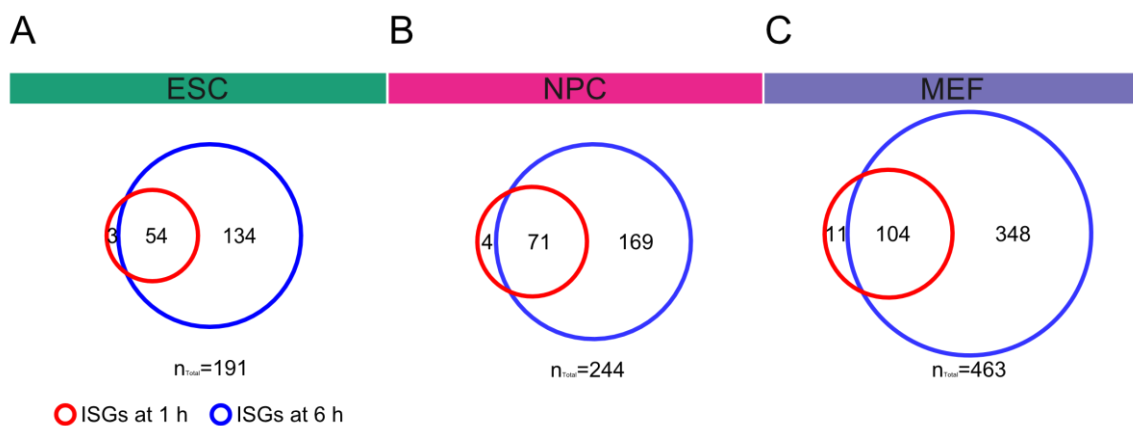 A B C
ESC NPC MEF
3 54 134 4 71 169 11 104 348
nTotal=191 nTotal=244 nTotal=463
ISGs at 1 h ISGs at 6 h